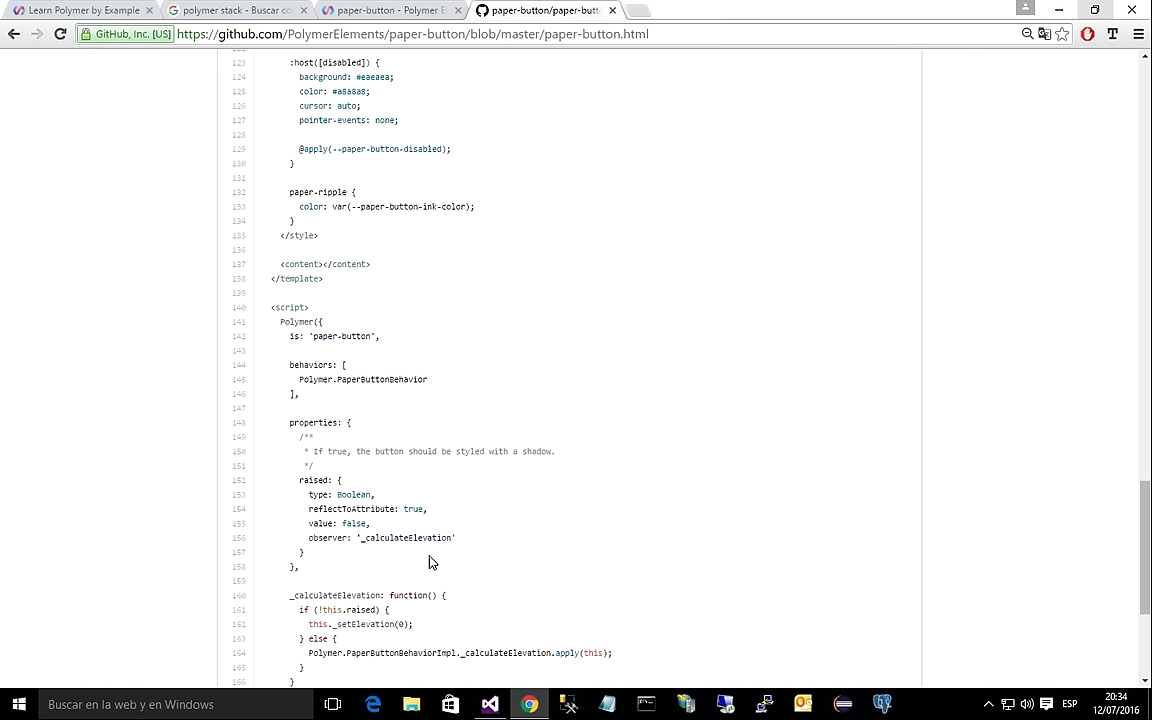 Learn Polymer by Example
polymer stack - Buscar co
paper-button - Polymer E
paper-button/paper-butto
GitHub, Inc. [US]
https://github.com/PolymerElements/paper-button/blob/master/paper-button.html
123 :host([disabled]) {
124 background: #eaeaea;
125 color: #a8a8a8;
126 cursor: auto;
127 pointer-events: none;
128
129 @apply(--paper-button-disabled);
130 }
131
132 paper-ripple {
133 color: var(--paper-button-ink-color);
134 }
135 </style>
136
137 <content></content>
138 </template>
139
140 <script>
141 Polymer({
142 is: 'paper-button',
143
144 behaviors: [
145 Polymer.PaperButtonBehavior
146 ],
147
148 properties: {
149 /**
150 * If true, the button should be styled with a shadow.
151 */
152 raised: {
153 type: Boolean,
154 reflectToAttribute: true,
155 value: false,
156 observer: '_calculateElevation'
157 }
158 },
159
160 _calculateElevation: function() {
161 if (!this.raised) {
162 this._setElevation(0);
163 } else {
164 Polymer.PaperButtonBehaviorImpl._calculateElevation.apply(this);
165 }
166 }
Buscar en la web y en Windows
ESP
20:34
12/07/2016